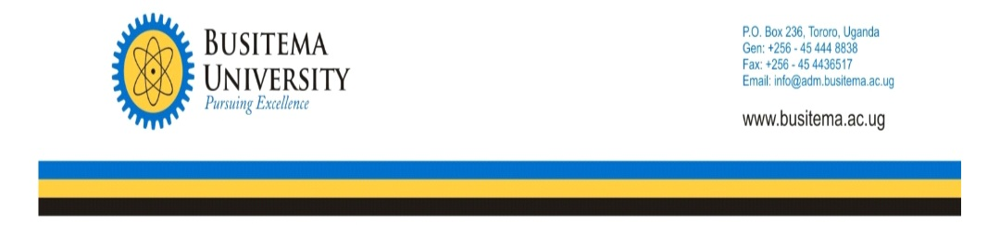 BUSITEMA
UNIVERSITY
Pursuing Excellence
P.O. Box 236, Tororo, Uganda
Gen: +256 - 45 444 8838
Fax: +256 - 45 4436517
Email: info@adm.busitema.ac.ug
www.busitema.ac.ug